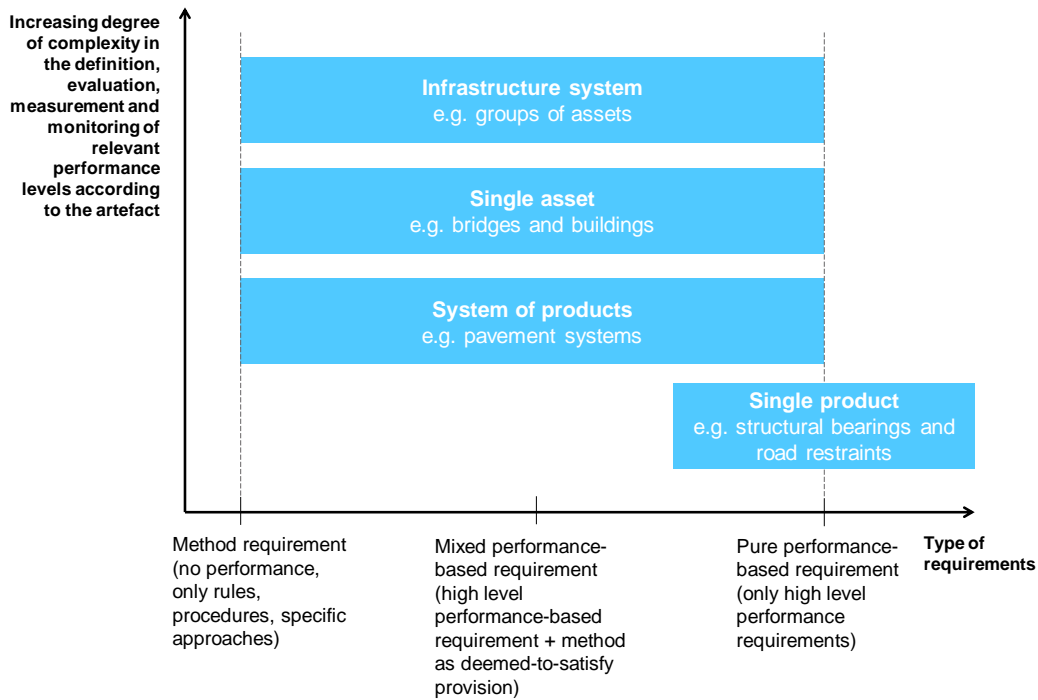 Increasing degree
of complexity in
the definition,
evaluation,
measurement and
monitoring of
relevant
performance
levels according
to the artefact
Infrastructure system
e.g. groups of assets
Single asset
e.g. bridges and buildings
System of products
e.g. pavement systems
Single product
e.g. structural bearings and
road restraints
Method requirement
(no performance,
only rules,
procedures, specific
approaches)
Mixed performance-
based requirement
(high level
performance-based
requirement + method
as deemed-to-satisfy
provision)
Pure performance-
based requirement
(only high level
performance
requirements)
Type of
requirements